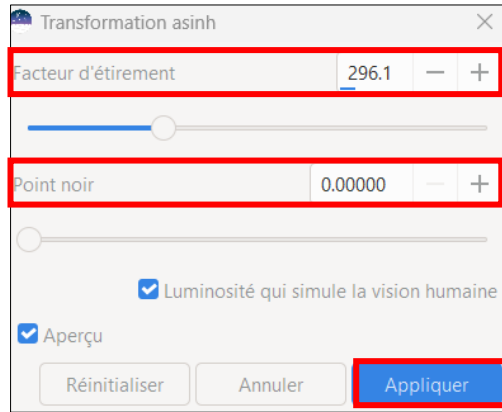 Transformation asinh
Facteur d'étirement 296.1 — +
Point noir 0.00000 — +
Luminosité qui simule la vision humaine
Aperçu
Réinitialiser Annuler Appliquer